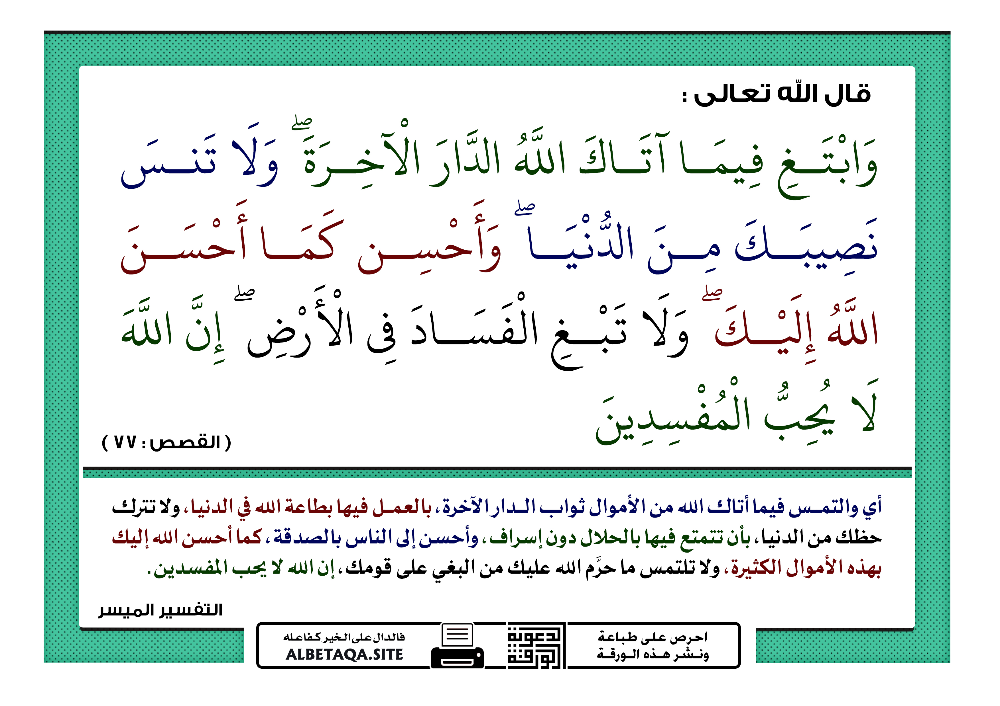 قال الله تعالى :
وَابْتَغِ فِيمَا آتَاكَ اللَّهُ الدَّارَ الْآخِرَةَ ۖ وَلَا تَنسَ
نَصِيبَكَ مِنَ الدُّنْيَا ۖ وَأَحْسِن كَمَا أَحْسَنَ
اللَّهُ إِلَيْكَ ۖ وَلَا تَبْغِ الْفَسَادَ فِي الْأَرْضِ ۖ إِنَّ اللَّهَ
لَا يُحِبُّ الْمُفْسِدِينَ
( القصص : ٧٧ )
أي والتمس فيما أتاك الله من الأموال ثواب الدار الآخرة، بالعمل فيها بطاعة الله في الدنيا، ولا تترك
حظك من الدنيا، بأن تتمتع فيها بالحلال دون إسراف، وأحسن إلى الناس بالصدقة، كما أحسن الله إليك
بهذه الأموال الكثيرة، ولا تلتمس ما حرَّم الله عليك من البغي على قومك، إن الله لا يحب المفسدين.
التفسير الميسر
احرص على طباعة
ونشر هذه الورقة
الدعوية
الورقة
فالدال على الخير كفاعله
ALBETAQA.SITE